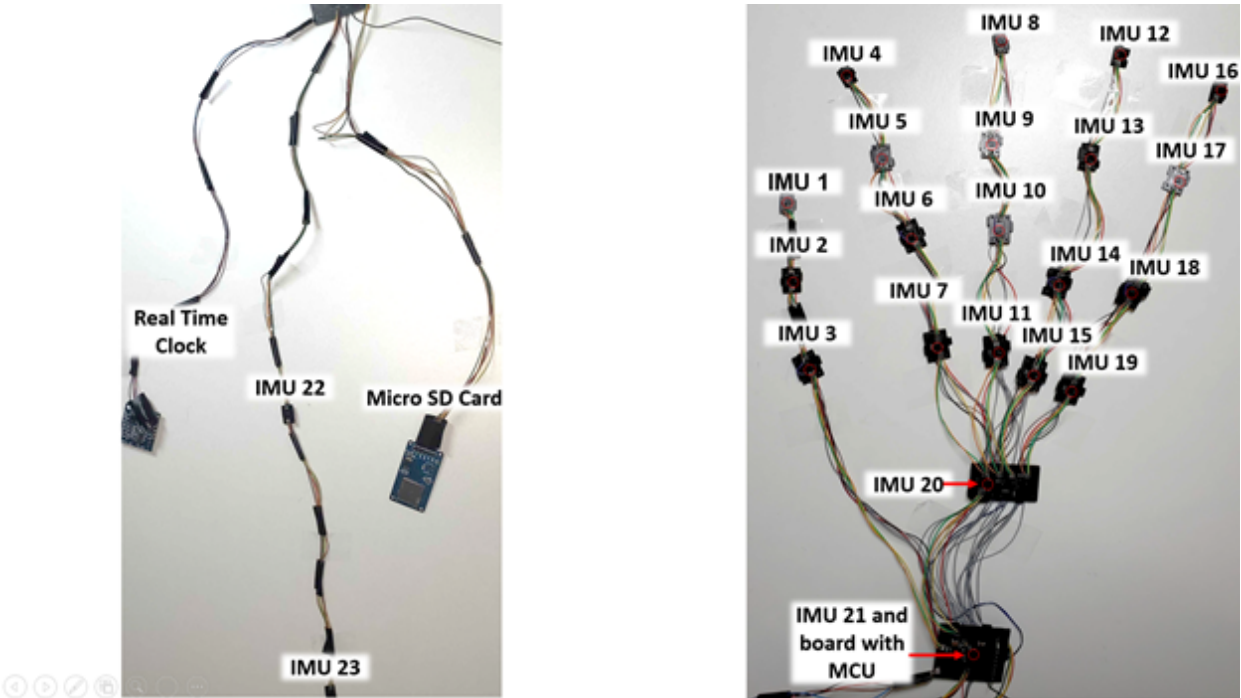 Real Time
Clock
IMU 22
Micro SD Card
IMU 23
IMU 8
IMU 4
IMU 12
IMU 16
IMU 5
IMU 9
IMU 13
IMU 17
IMU 1
IMU 6
IMU 10
IMU 2
IMU 14
IMU 18
IMU 7
IMU 11
IMU 3
IMU 15
IMU 19
IMU 20
IMU 21 and
board with
MCU